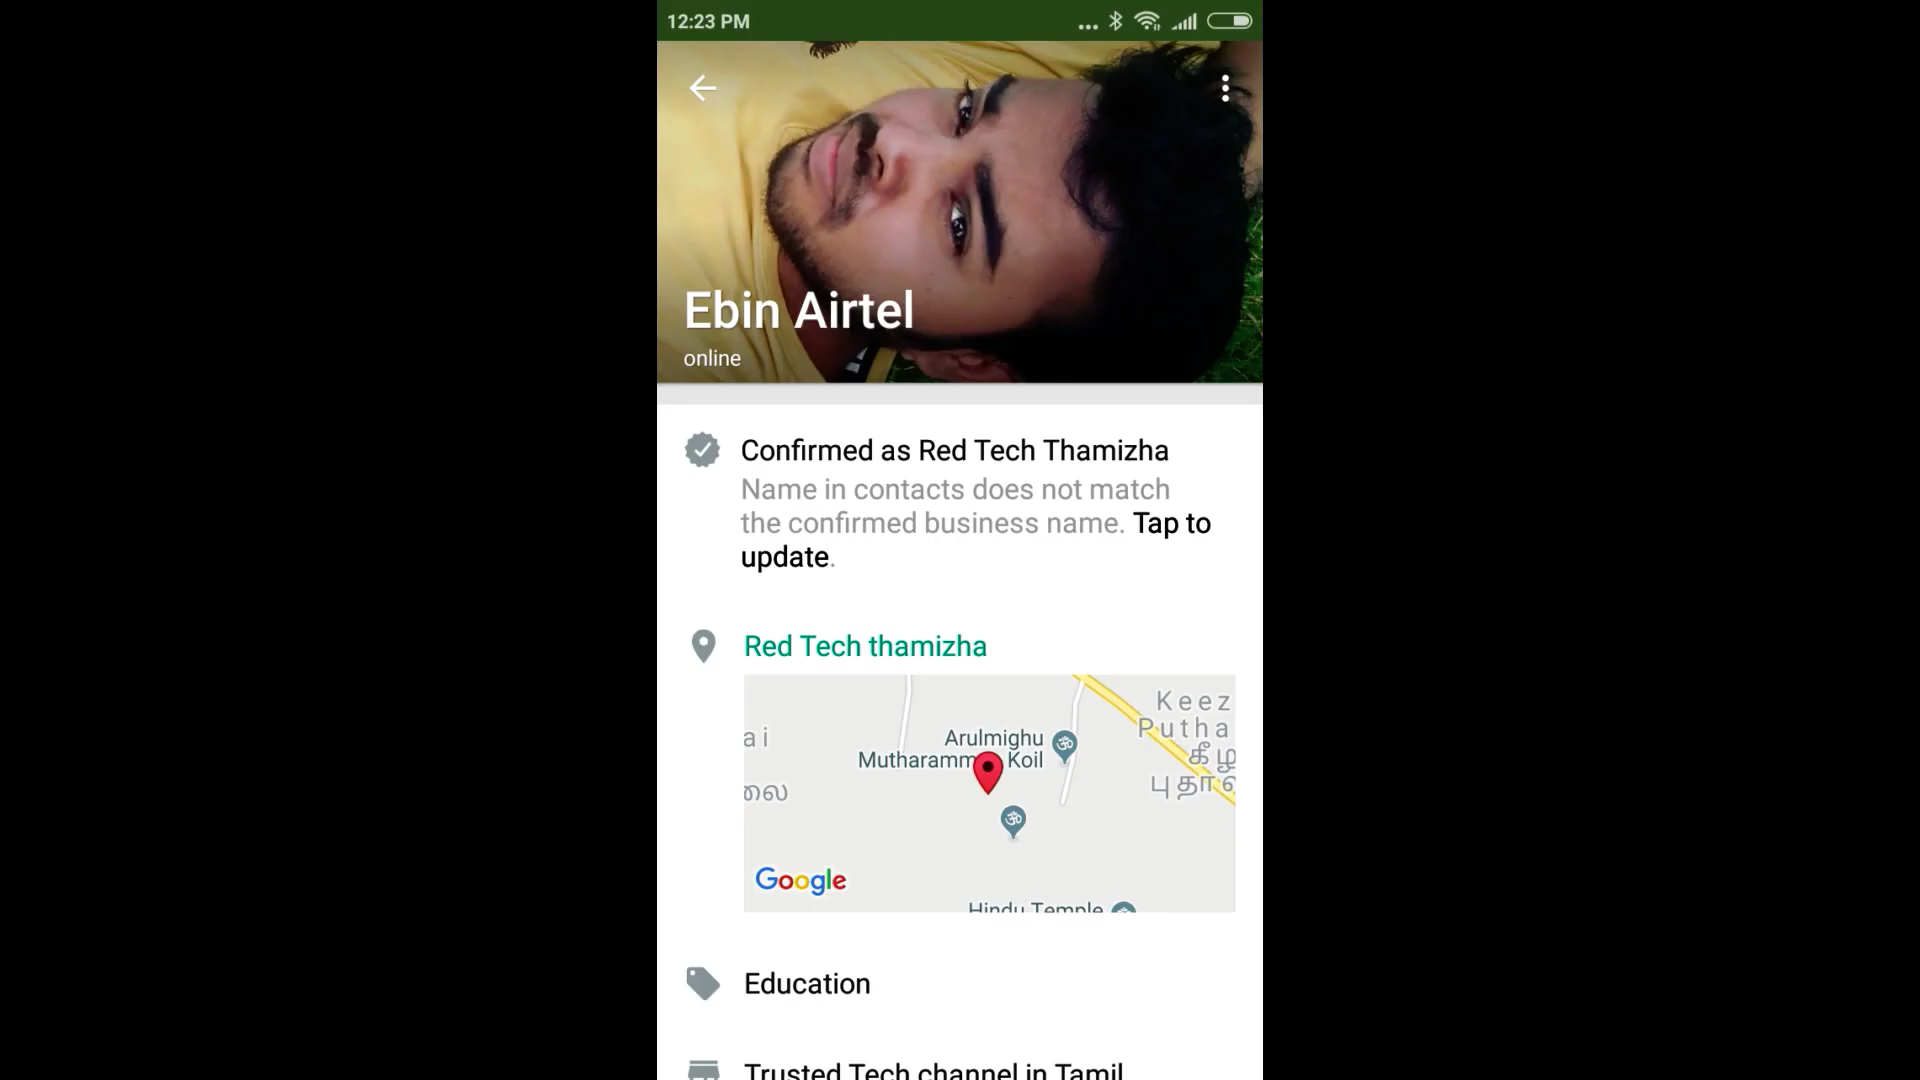 12:23 PM
Ebin Airtel
online
Confirmed as Red Tech Thamizha
Name in contacts does not match
the confirmed business name. Tap to
update.
Red Tech thamizha
Keez
Putha
கீழ
புதா
ai
லை
Arulmighu
Mutharamm Koil
Google
Hindu Temple
Education
Trusted Tech channel in Tamil